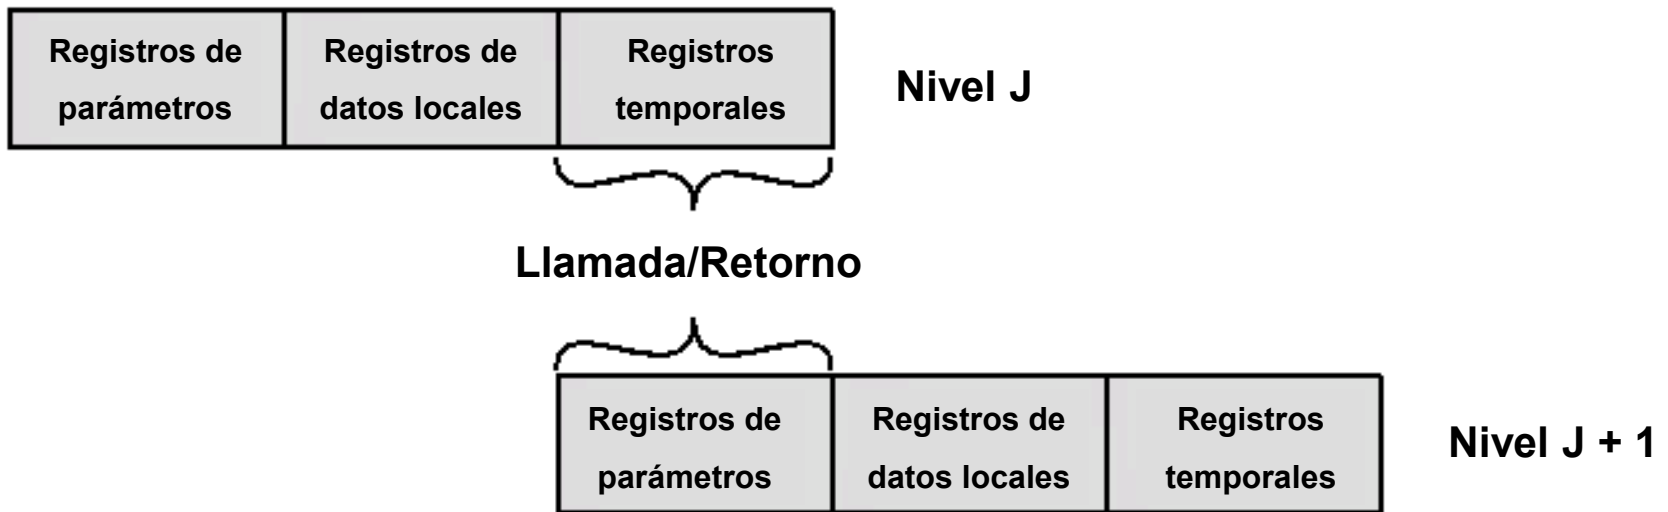 Registros de parámetros
Registros de datos locales
Registros temporales
Nivel J
Llamada/Retorno
Registros de parámetros
Registros de datos locales
Registros temporales
Nivel J + 1